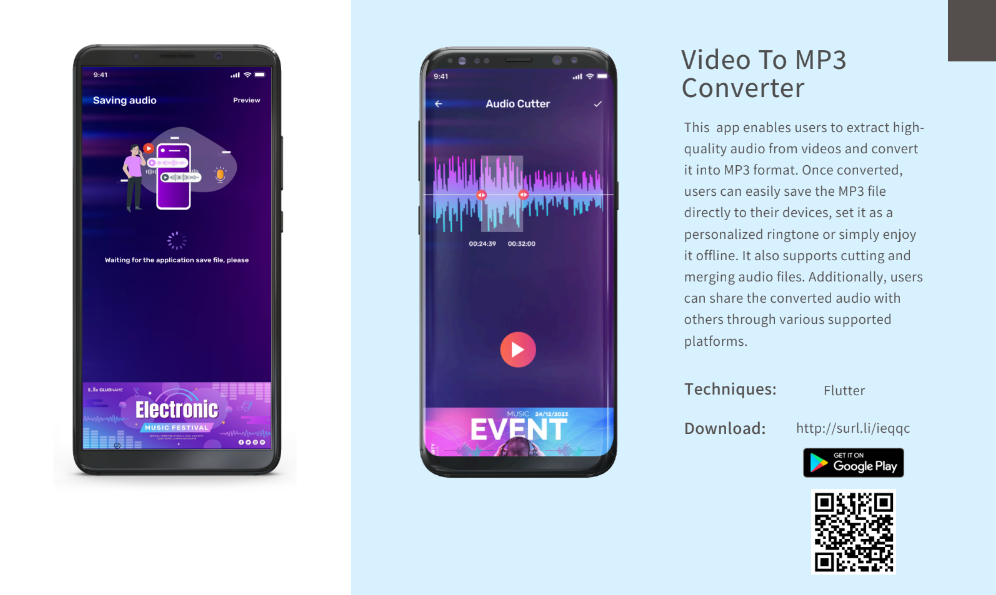 9:41
Saving audio
Preview
Waiting for the application save file, please
Electronic
MUSIC FESTIVAL
9:41
Audio Cutter
00:24:39 00:32:00
MUSIC 24/12/2023
EVENT
Video To MP3
Converter
This app enables users to extract high-
quality audio from videos and convert
it into MP3 format. Once converted,
users can easily save the MP3 file
directly to their devices, set it as a
personalized ringtone or simply enjoy
it offline. It also supports cutting and
merging audio files. Additionally, users
can share the converted audio with
others through various supported
platforms.
Techniques: Flutter
Download: http://surl.li/ieqqc
GET IT ON
Google Play